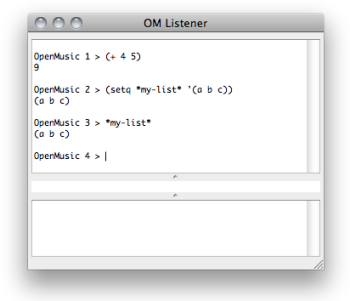 OM Listener
OpenMusic 1 > (+ 4 5)
9
OpenMusic 2 > (setq *my-list* '(a b c))
(a b c)
OpenMusic 3 > *my-list*
(a b c)
OpenMusic 4 >